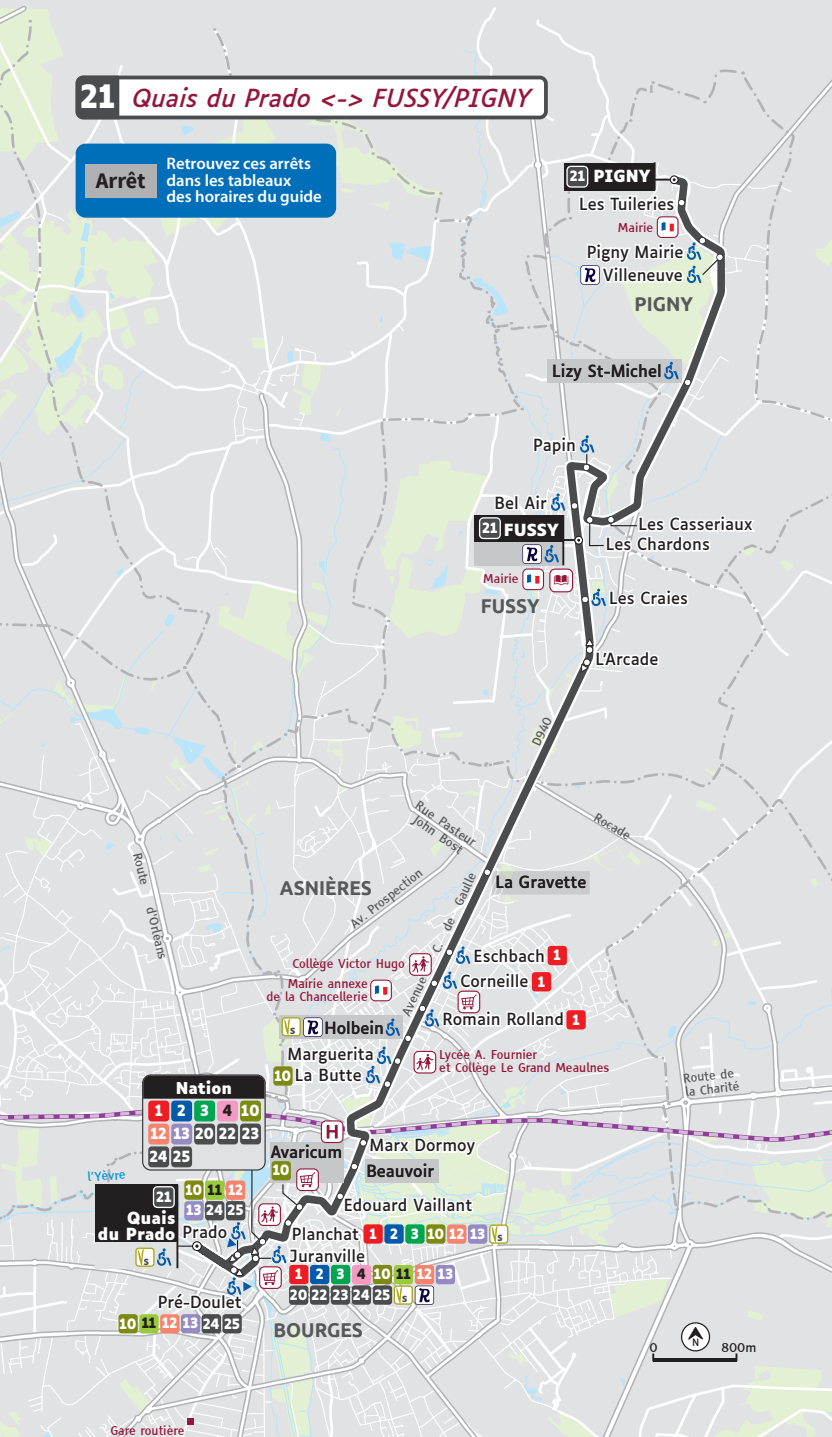 21 Quais du Prado <-> FUSSY/PIGNY
Arrêt
Retrouvez ces arrêts
dans les tableaux
des horaires du guide
21 PIGNY
Les Tuileries
Mairie
Pigny Mairie
R Villeneuve
PIGNY
Lizy St-Michel
Papin
Bel Air
21 FUSSY
R
Les Casseriaux
Les Chardons
Mairie
FUSSY
Les Craies
L'Arcade
D940
Rue Pasteur
John Bost
Rocade
Route
d'Orléans
ASNIÈRES
Av. Prospection
Avenue C. de Gaulle
La Gravette
Eschbach 1
Collège Victor Hugo
Corneille 1
Mairie annexe
de la Chancellerie
Romain Rolland 1
Vs R Holbein
Marguerita
10 La Butte
Lycée A. Fournier
et Collège Le Grand Meaulnes
Route de
la Charité
Nation
1 2 3 4 10
12 13 20 22 23
24 25
H
Marx Dormoy
Avaricum
10
Beauvoir
l'Yèvre
Edouard Vaillant
21
Quais
du Prado
Vs
10 11 12
13 24 25
Prado
Planchat 1 2 3 10 12 13 Vs
Juranville
1 2 3 4 10 11 12 13
20 22 23 24 25 Vs R
Pré-Doulet
10 11 12 13 24 25
BOURGES
N
0 800m
Gare routière